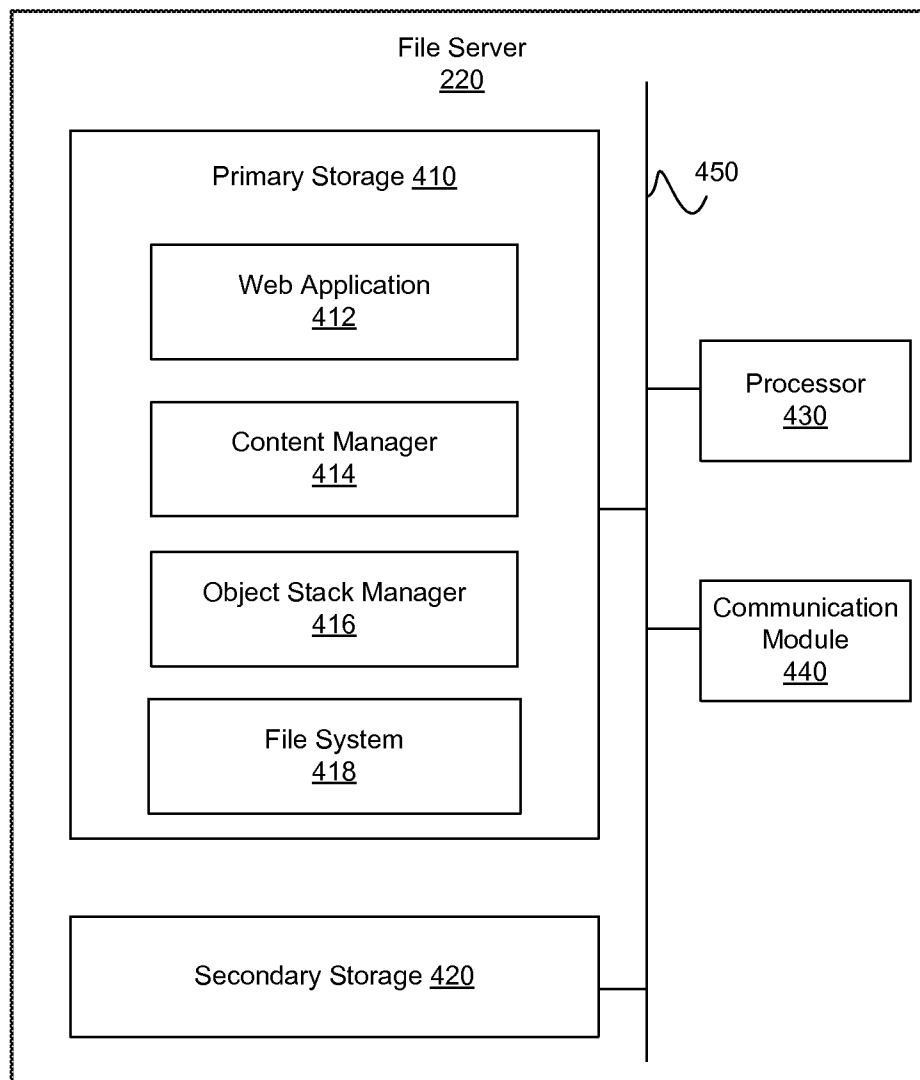 File Server
220
Primary Storage 410
450
Web Application
412
Processor
430
Content Manager
414
Object Stack Manager
416
Communication
Module
440
File System
418
Secondary Storage 420